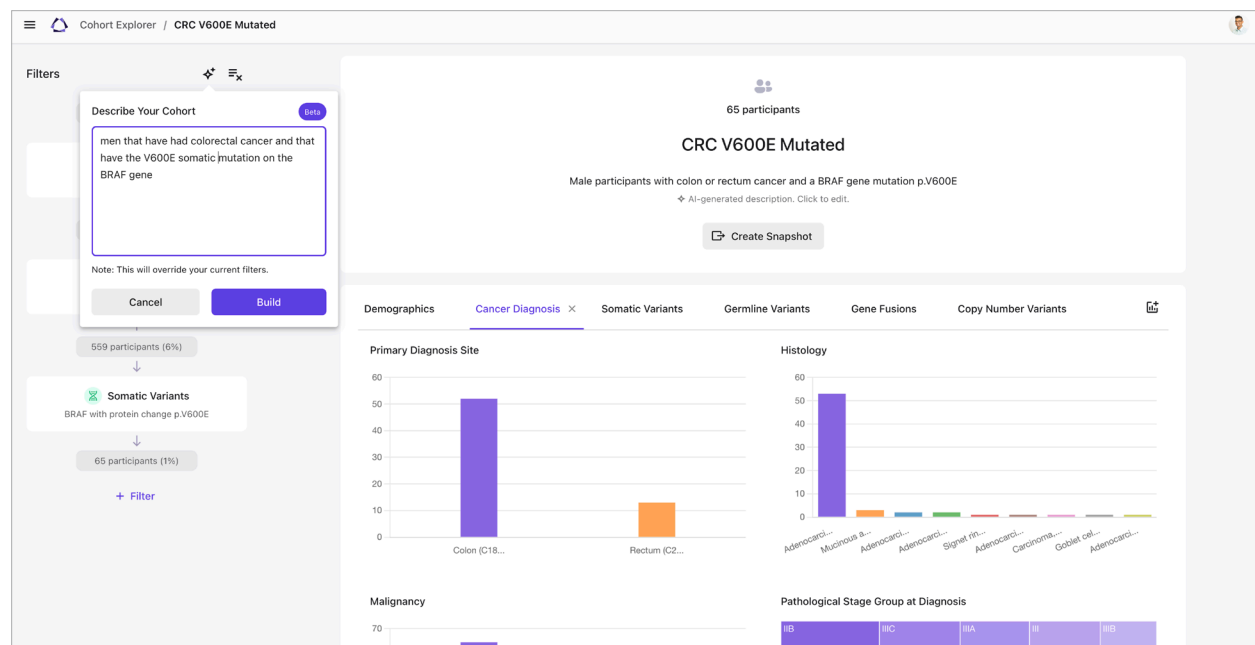 Cohort Explorer / CRC V600E Mutated
Filters
Describe Your Cohort
Beta
men that have had colorectal cancer and that
have the V600E somatic mutation on the
BRAF gene
Note: This will override your current filters.
Cancel
Build
559 participants (6%)
Somatic Variants
BRAF with protein change p.V600E
65 participants (1%)
+ Filter
65 participants
CRC V600E Mutated
Male participants with colon or rectum cancer and a BRAF gene mutation p.V600E
AI-generated description. Click to edit.
Create Snapshot
Demographics
Cancer Diagnosis ×
Somatic Variants
Germline Variants
Gene Fusions
Copy Number Variants
Primary Diagnosis Site
60
50
40
30
20
10
0
Colon (C18...
Rectum (C2...
Histology
60
50
40
30
20
10
0
Adenocarci...
Mucinous a...
Adenocarci...
Adenocarci...
Signet rin...
Adenocarci...
Carcinoma,...
Goblet cel...
Adenocarci...
Malignancy
70
Pathological Stage Group at Diagnosis
IIB
IIIC
IIIA
III
IIIB